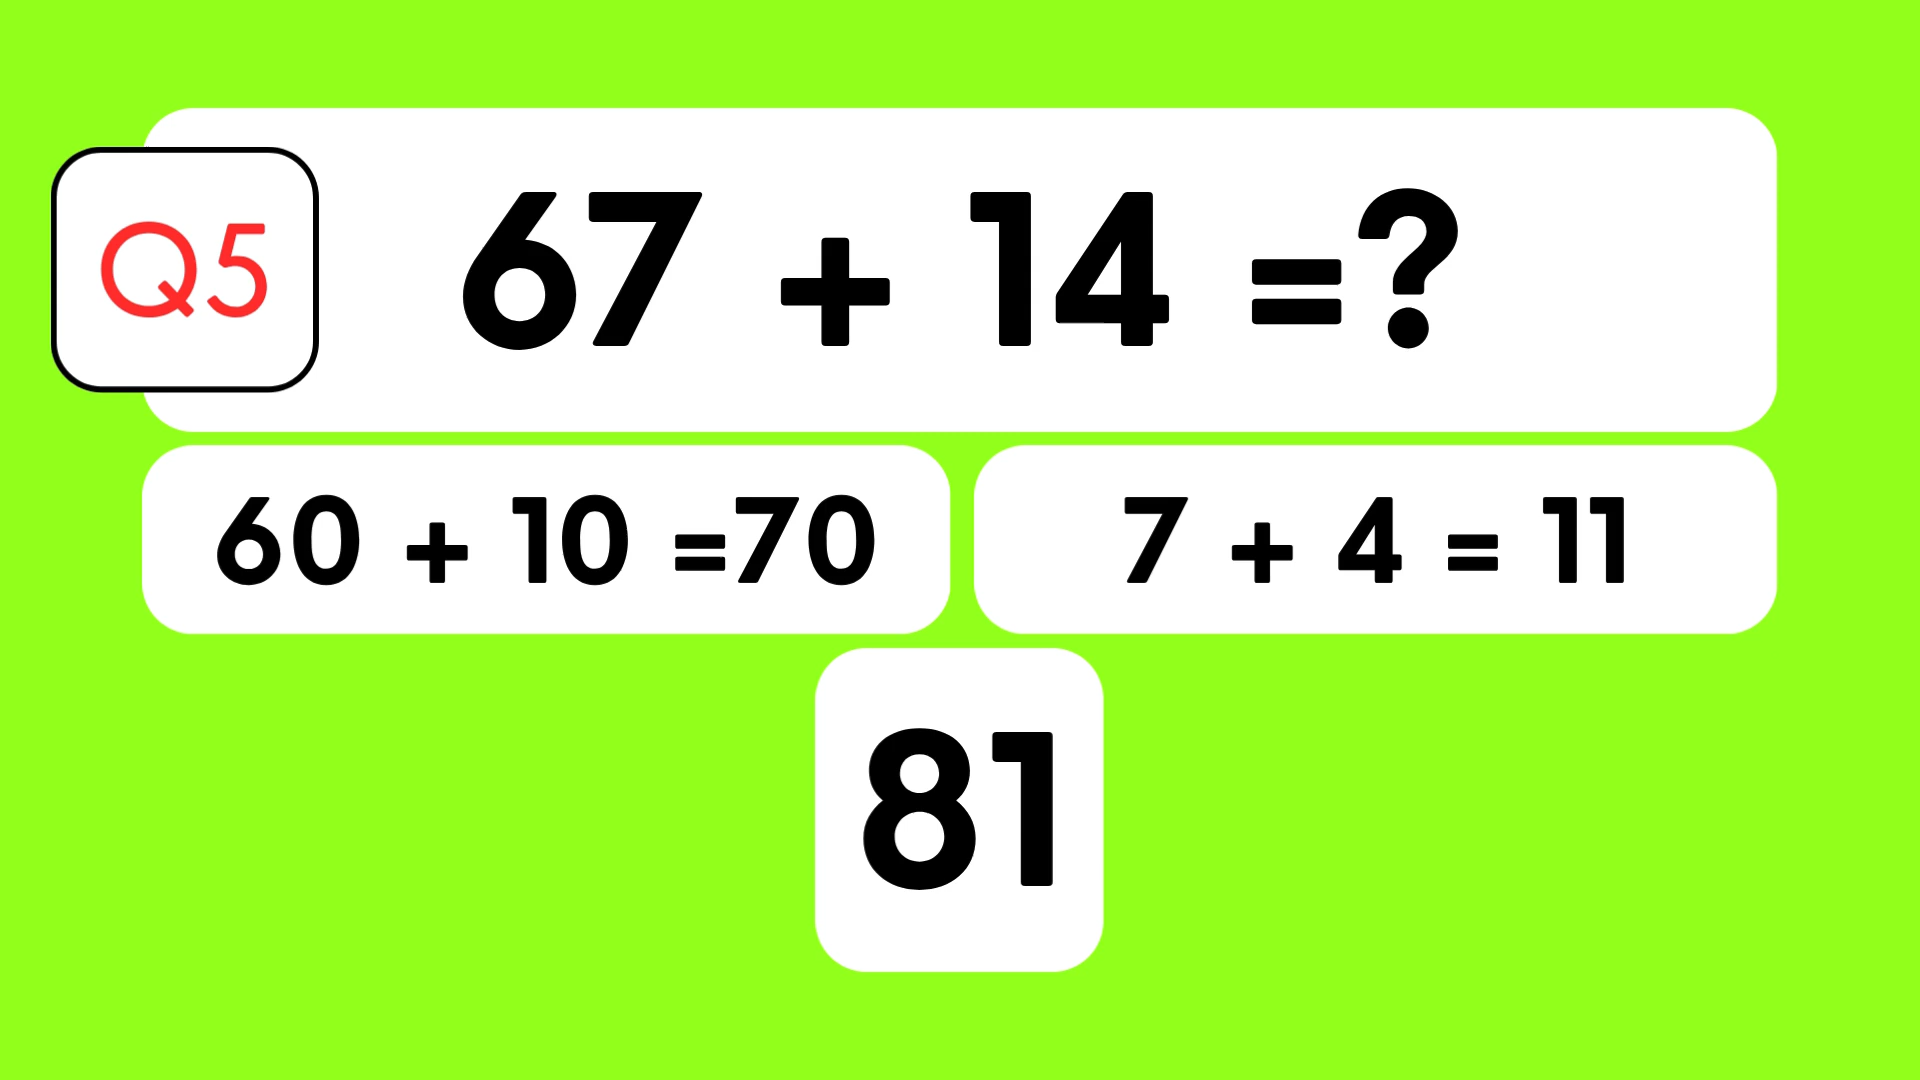 Q5
67 + 14 =?
60 + 10 =70
7 + 4 = 11
81